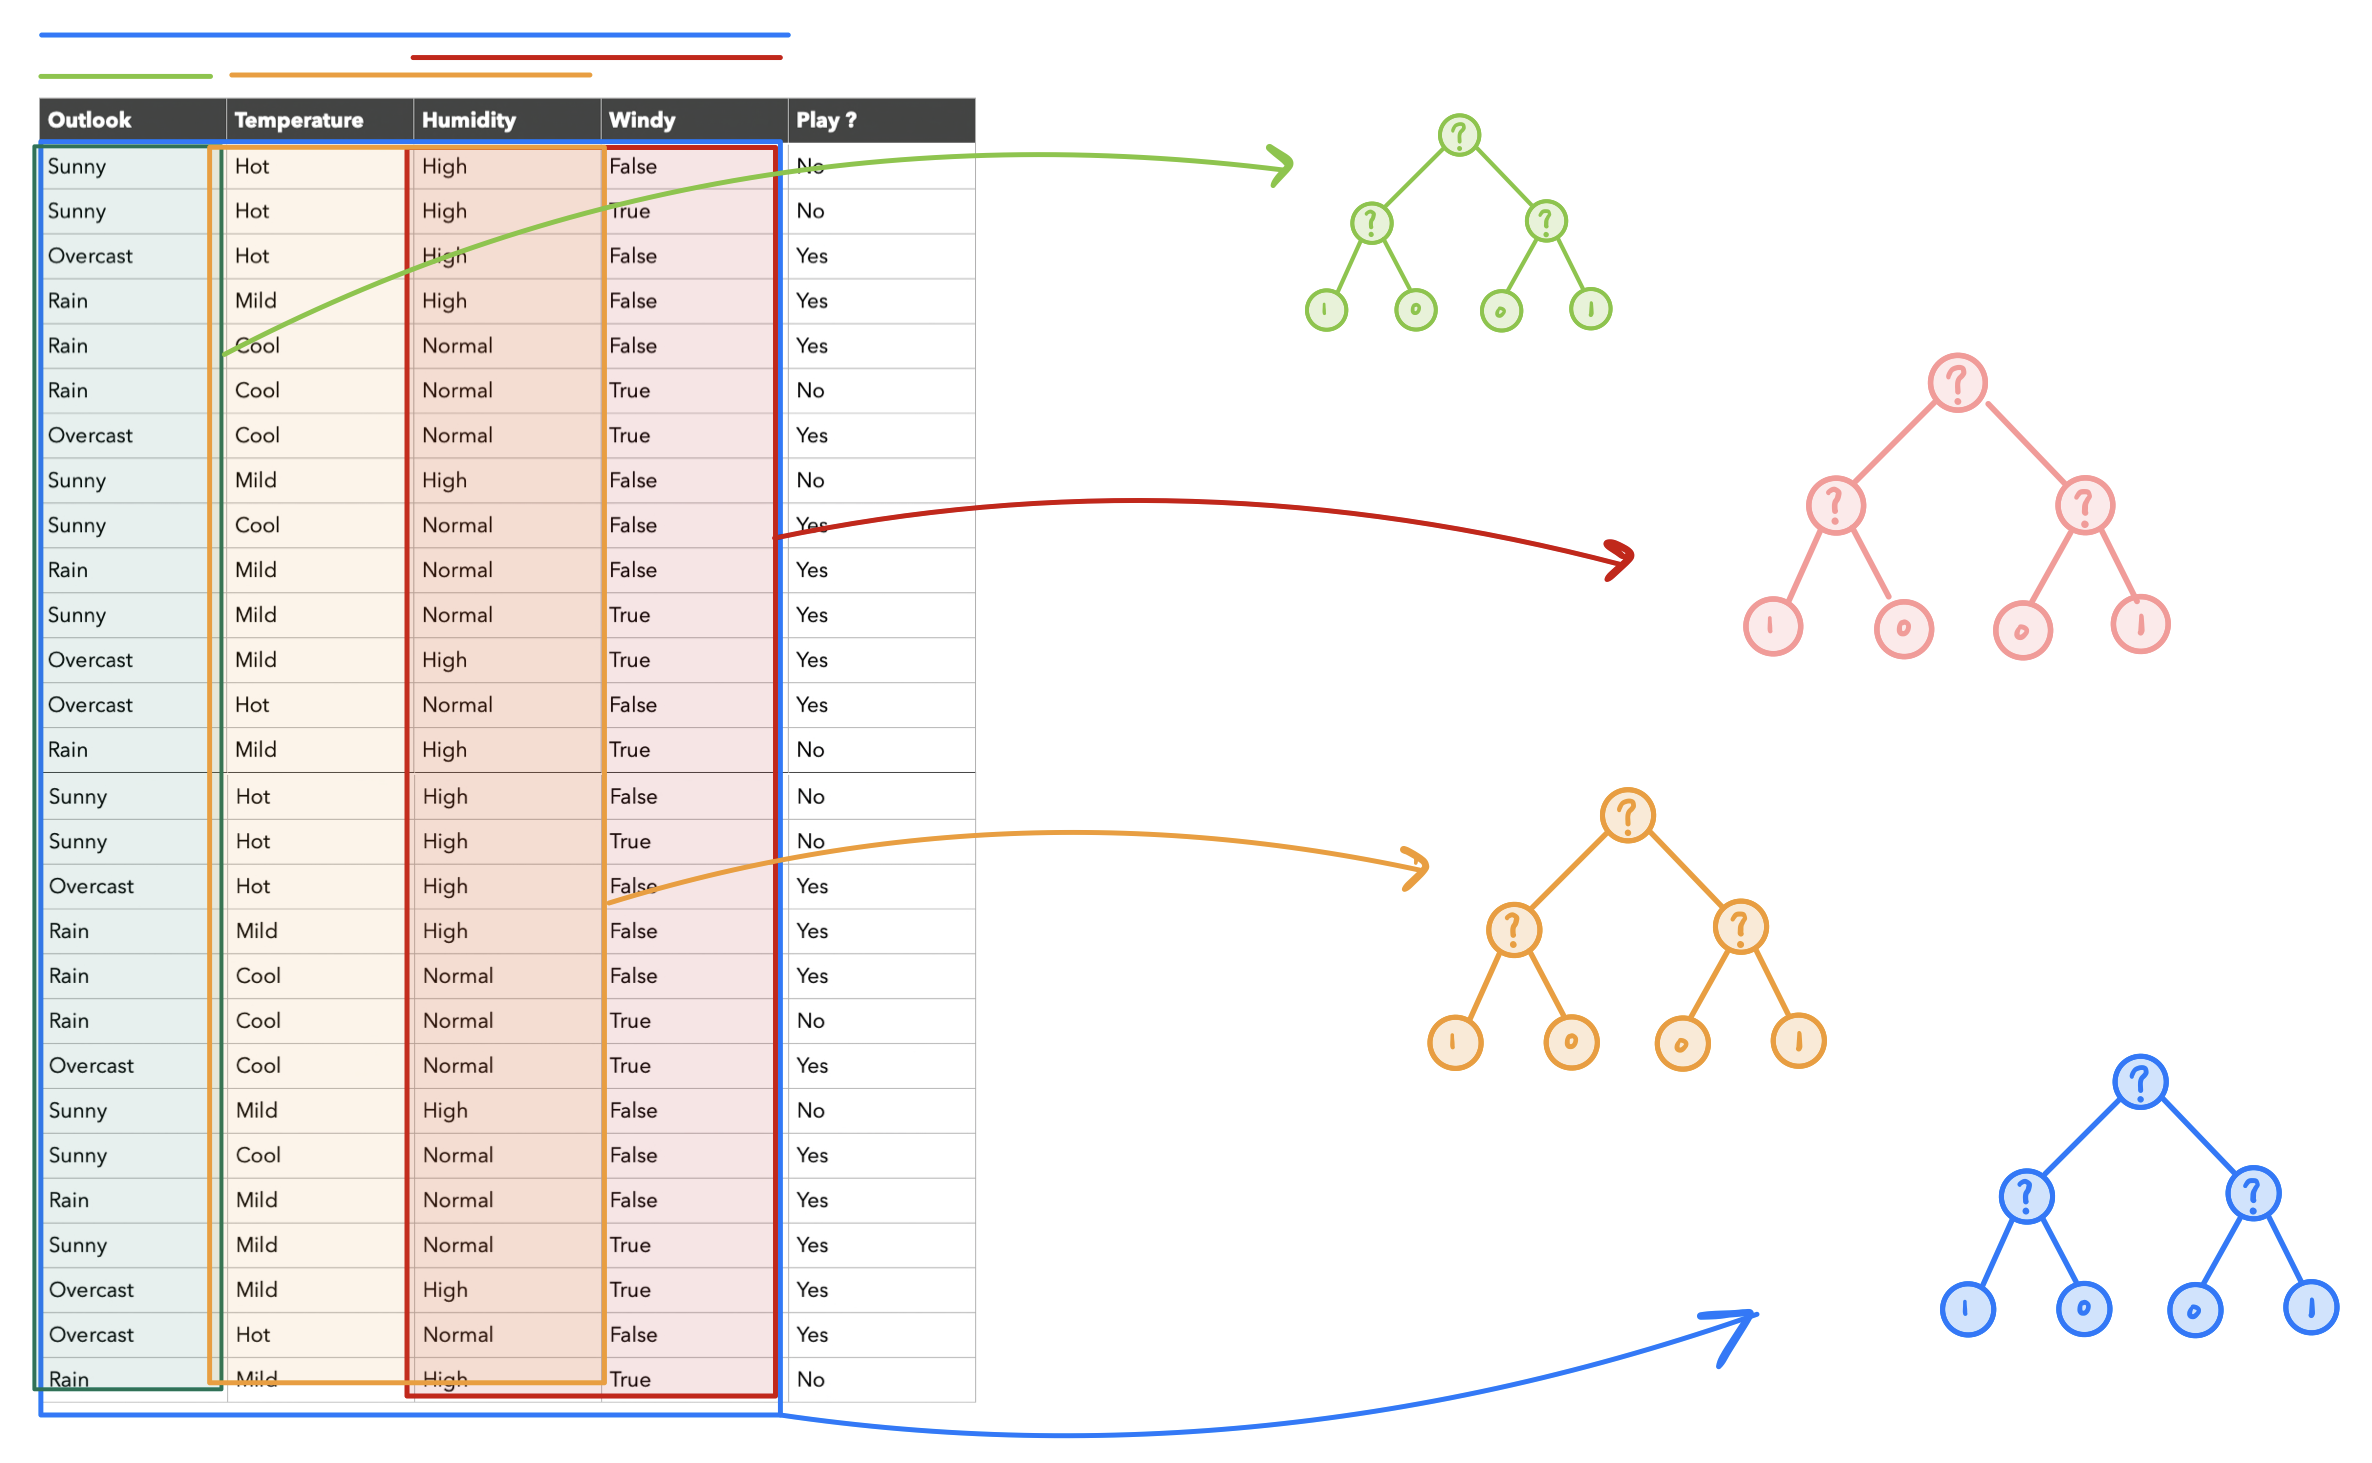 Outlook Temperature Humidity Windy Play ?
Sunny Hot High False No
Sunny Hot High True No
Overcast Hot High False Yes
Rain Mild High False Yes
Rain Cool Normal False Yes
Rain Cool Normal True No
Overcast Cool Normal True Yes
Sunny Mild High False No
Sunny Cool Normal False Yes
Rain Mild Normal False Yes
Sunny Mild Normal True Yes
Overcast Mild High True Yes
Overcast Hot Normal False Yes
Rain Mild High True No
Sunny Hot High False No
Sunny Hot High True No
Overcast Hot High False Yes
Rain Mild High False Yes
Rain Cool Normal False Yes
Rain Cool Normal True No
Overcast Cool Normal True Yes
Sunny Mild High False No
Sunny Cool Normal False Yes
Rain Mild Normal False Yes
Sunny Mild Normal True Yes
Overcast Mild High True Yes
Overcast Hot Normal False Yes
Rain Mild High True No
?
? ?
1 0 0 1
?
? ?
1 0 0 1
?
? ?
1 0 0 1
?
? ?
1 0 0 1